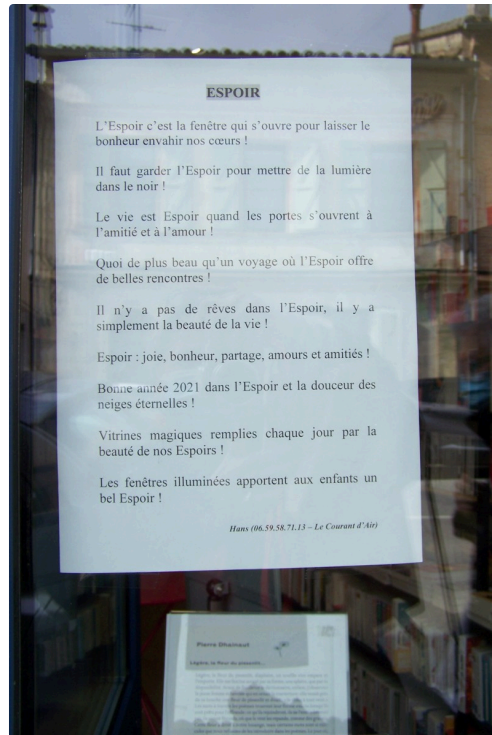 ESPOIR
L’Espoir c’est la fenêtre qui s’ouvre pour laisser le
bonheur envahir nos cœurs !
Il faut garder l’Espoir pour mettre de la lumière
dans le noir !
Le vie est Espoir quand les portes s’ouvrent à
l’amitié et à l’amour !
Quoi de plus beau qu’un voyage où l’Espoir offre
de belles rencontres !
Il n’y a pas de rêves dans l’Espoir, il y a
simplement la beauté de la vie !
Espoir : joie, bonheur, partage, amours et amitiés !
Bonne année 2021 dans l’Espoir et la douceur des
neiges éternelles !
Vitrines magiques remplies chaque jour par la
beauté de nos Espoirs !
Les fenêtres illuminées apportent aux enfants un
bel Espoir !
Hans (06.59.58.71.13 – Le Courant d’Air)
Pierre Dhainaut